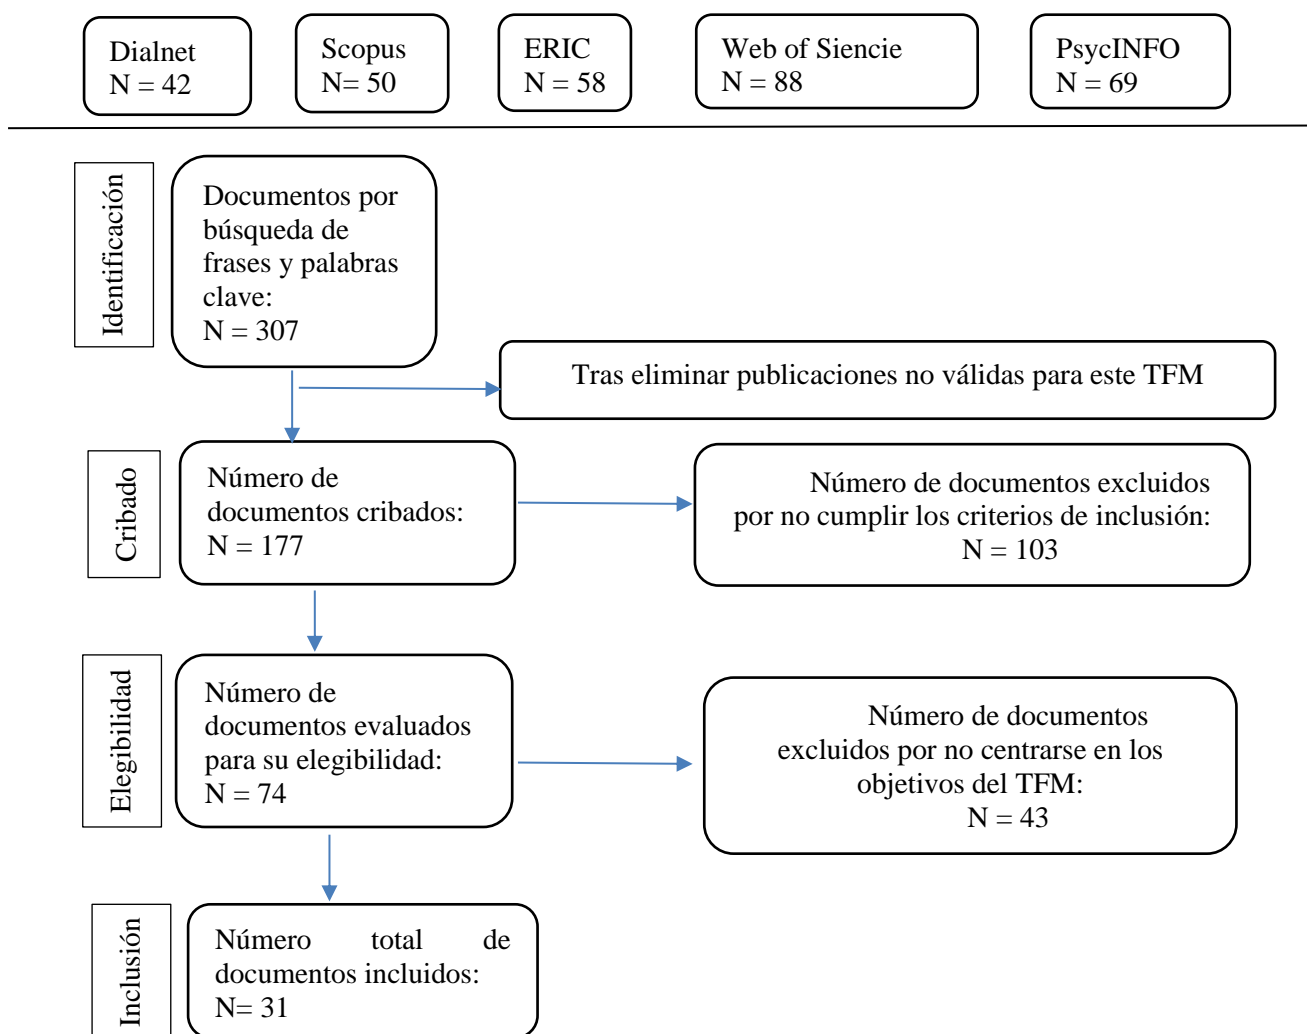 Dialnet
N = 42
Scopus
N= 50
ERIC
N = 58
Web of Siencie
N = 88
PsycINFO
N = 69
Identificación
Documentos por
búsqueda de
frases y palabras
clave:
N = 307
Tras eliminar publicaciones no válidas para este TFM
Cribado
Número de
documentos cribados:
N = 177
Número de documentos excluidos
por no cumplir los criterios de inclusión:
N = 103
Elegibilidad
Número de
documentos evaluados
para su elegibilidad:
N = 74
Número de documentos
excluidos por no centrarse en los
objetivos del TFM:
N = 43
Inclusión
Número total de
documentos incluidos:
N= 31